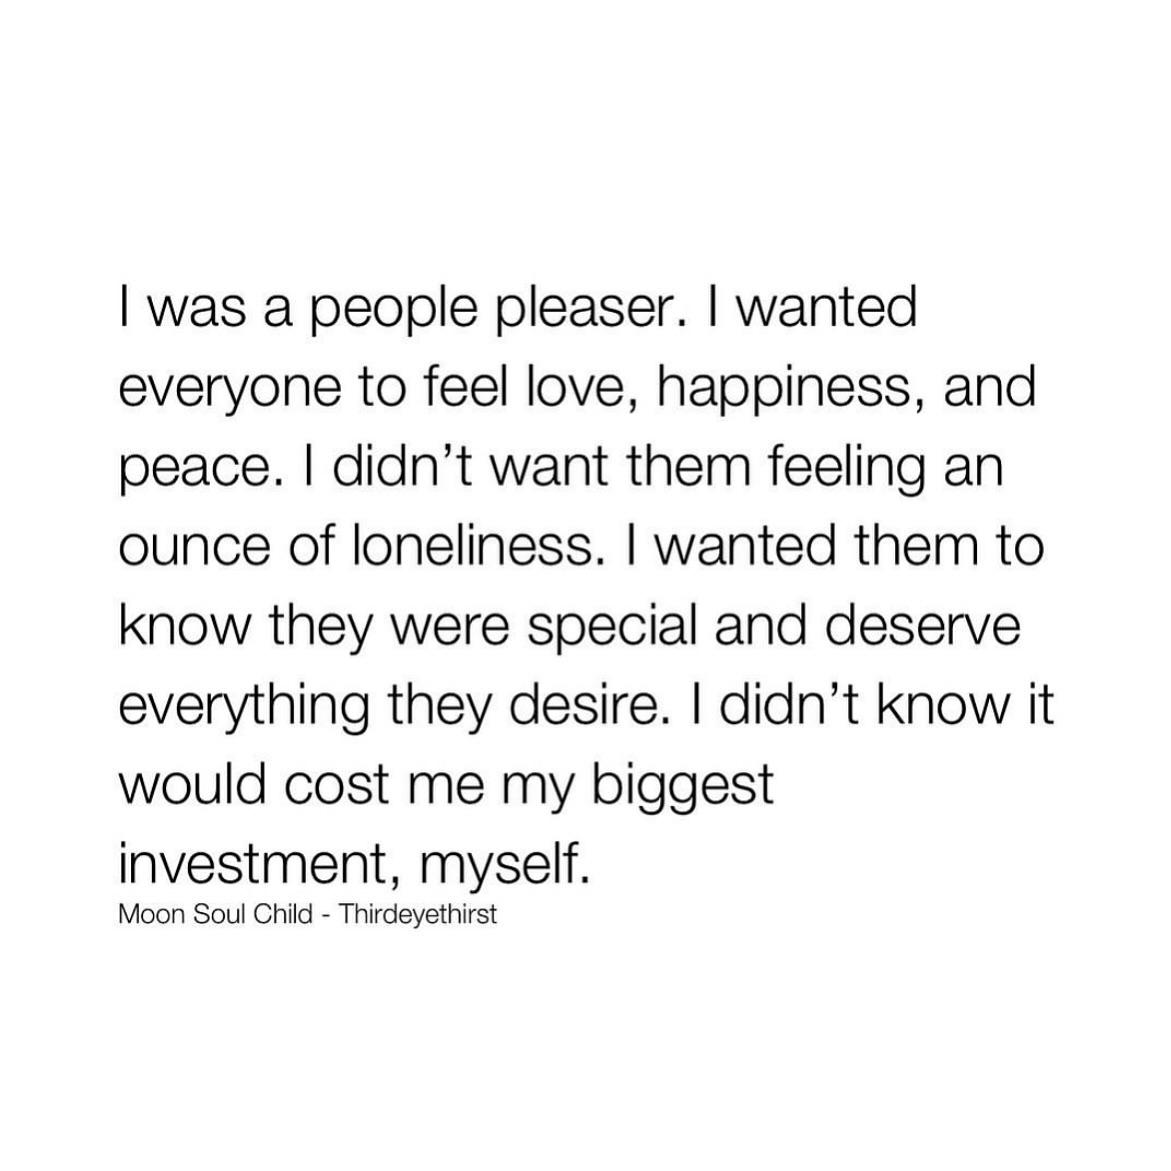 I was a people pleaser. I wanted
everyone to feel love, happiness, and
peace. I didn’t want them feeling an
ounce of loneliness. I wanted them to
know they were special and deserve
everything they desire. I didn’t know it
would cost me my biggest
investment, myself.
Moon Soul Child - Thirdeyethirst